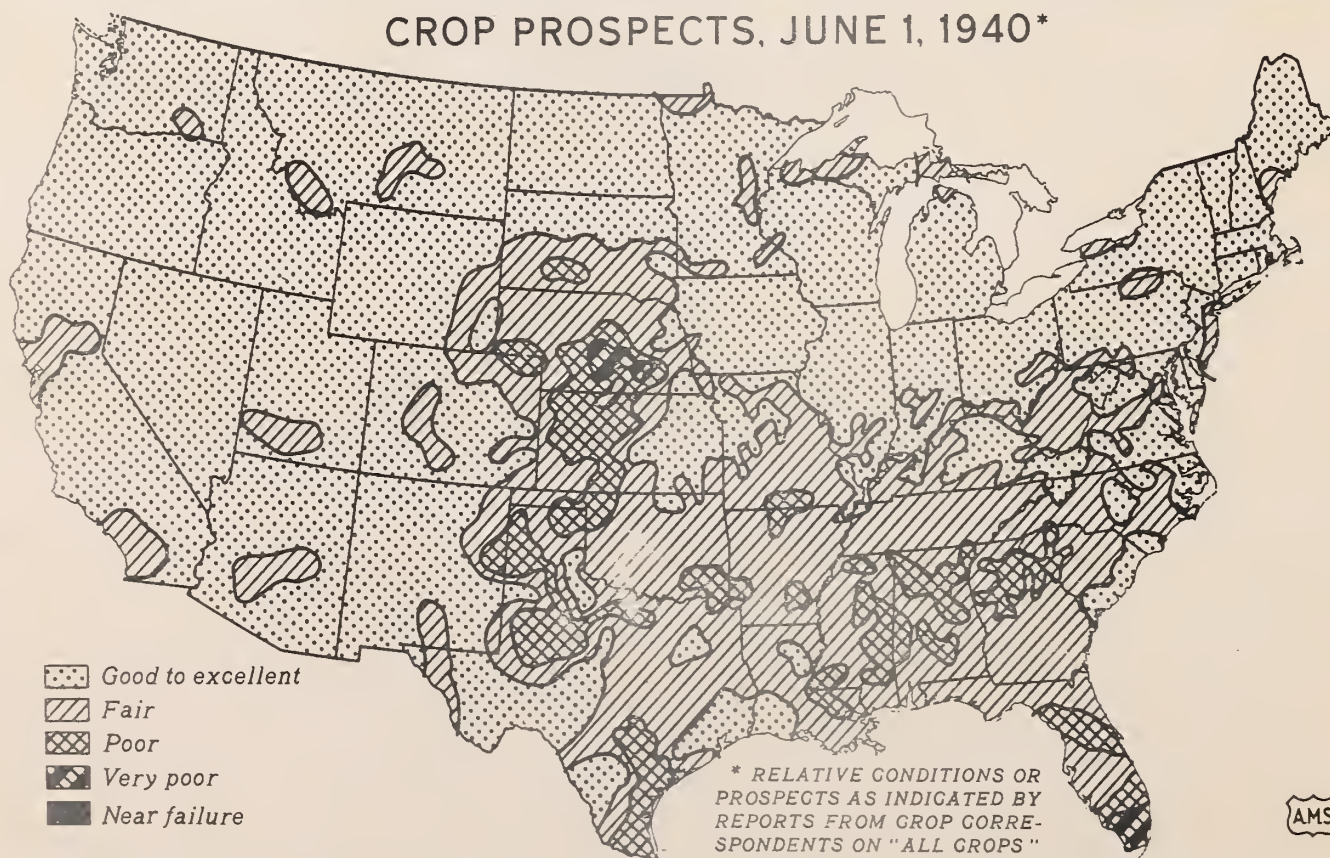 CROP PROSPECTS, JUNE 1, 1940*
Good to excellent
Fair
Poor
Very poor
Near failure
* RELATIVE CONDITIONS OR
PROSPECTS AS INDICATED BY
REPORTS FROM CROP CORRE-
SPONDENTS ON "ALL CROPS"
AMS